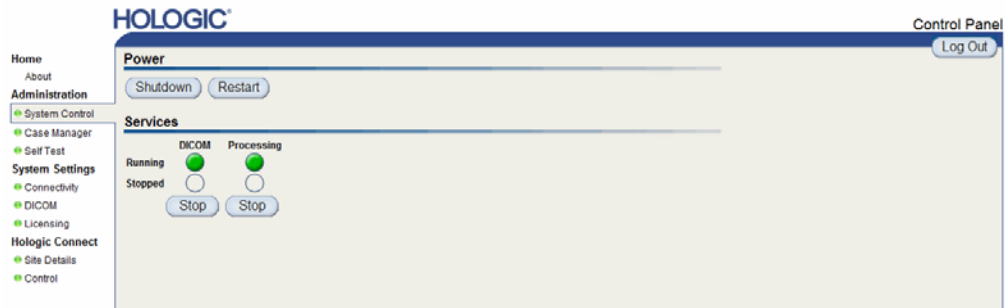 HOLOGIC®
Control Panel
Log Out
Home
About
Administration
System Control
Case Manager
Self Test
System Settings
Connectivity
DICOM
Licensing
Hologic Connect
Site Details
Control
Power
Shutdown Restart
Services
DICOM Processing
Running
Stopped
Stop Stop